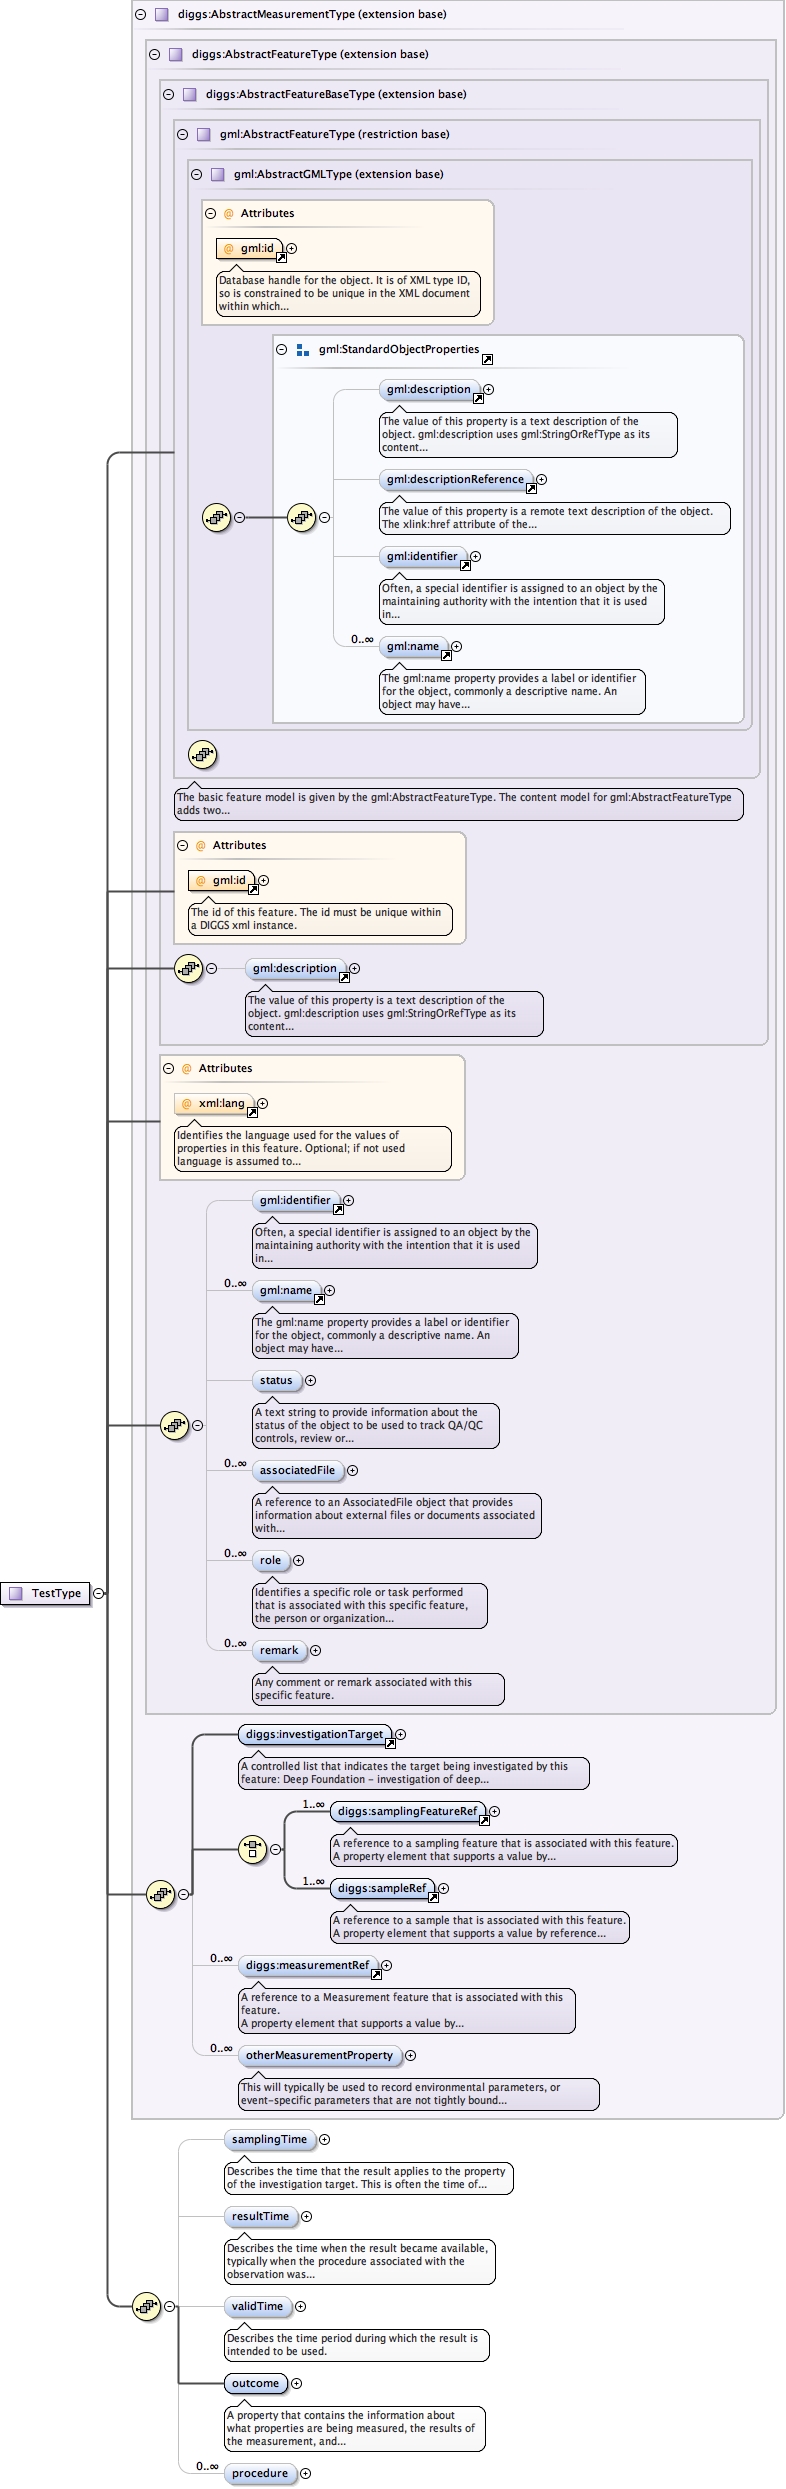 diggs:AbstractMeasurementType (extension base)
diggs:AbstractFeatureType (extension base)
diggs:AbstractFeatureBaseType (extension base)
gml:AbstractFeatureType (restriction base)
gml:AbstractGMLType (extension base)
@ Attributes
@ gml:id
Database handle for the object. It is of XML type ID,
so is constrained to be unique in the XML document
within which...
gml:StandardObjectProperties
gml:description
The value of this property is a text description of the
object. gml:description uses gml:StringOrRefType as its
content...
gml:descriptionReference
The value of this property is a remote text description of the object.
The xlink:href attribute of the...
gml:identifier
Often, a special identifier is assigned to an object by the
maintaining authority with the intention that it is used
in...
0..∞
gml:name
The gml:name property provides a label or identifier
for the object, commonly a descriptive name. An
object may have...
The basic feature model is given by the gml:AbstractFeatureType. The content model for gml:AbstractFeatureType
adds two...
@ Attributes
@ gml:id
The id of this feature. The id must be unique within
a DIGGS xml instance.
gml:description
The value of this property is a text description of the
object. gml:description uses gml:StringOrRefType as its
content...
@ Attributes
@ xml:lang
Identifies the language used for the values of
properties in this feature. Optional; if not used
language is assumed to...
gml:identifier
Often, a special identifier is assigned to an object by the
maintaining authority with the intention that it is used
in...
0..∞
gml:name
The gml:name property provides a label or identifier
for the object, commonly a descriptive name. An
object may have...
status
A text string to provide information about the
status of the object to be used to track QA/QC
controls, review or...
0..∞
associatedFile
A reference to an AssociatedFile object that provides
information about external files or documents associated
with...
0..∞
role
Identifies a specific role or task performed
that is associated with this specific feature,
the person or organization...
TestType
0..∞
remark
Any comment or remark associated with this
specific feature.
diggs:investigationTarget
A controlled list that indicates the target being investigated by this
feature: Deep Foundation - investigation of deep...
1..∞
diggs:samplingFeatureRef
A reference to a sampling feature that is associated with this feature.
A property element that supports a value by...
1..∞
diggs:sampleRef
A reference to a sample that is associated with this feature.
A property element that supports a value by reference...
0..∞
diggs:measurementRef
A reference to a Measurement feature that is associated with this
feature.
A property element that supports a value by...
0..∞
otherMeasurementProperty
This will typically be used to record environmental parameters, or
event-specific parameters that are not tightly bound...
samplingTime
Describes the time that the result applies to the property
of the investigation target. This is often the time of...
resultTime
Describes the time when the result became available,
typically when the procedure associated with the
observation was...
validTime
Describes the time period during which the result is
intended to be used.
outcome
A property that contains the information about
what properties are being measured, the results of
the measurement, and...
0..∞
procedure